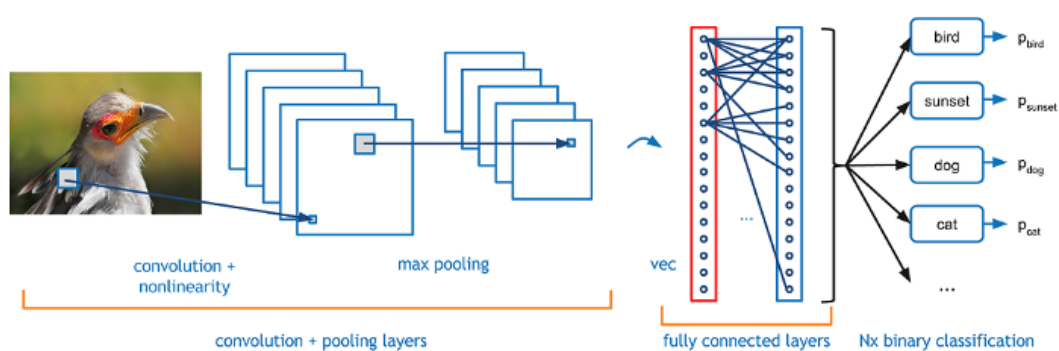 convolution +
nonlinearity
max pooling
vec
...
bird
p_bird
sunset
p_sunset
dog
p_dog
cat
p_cat
...
convolution + pooling layers
fully connected layers
Nx binary classification